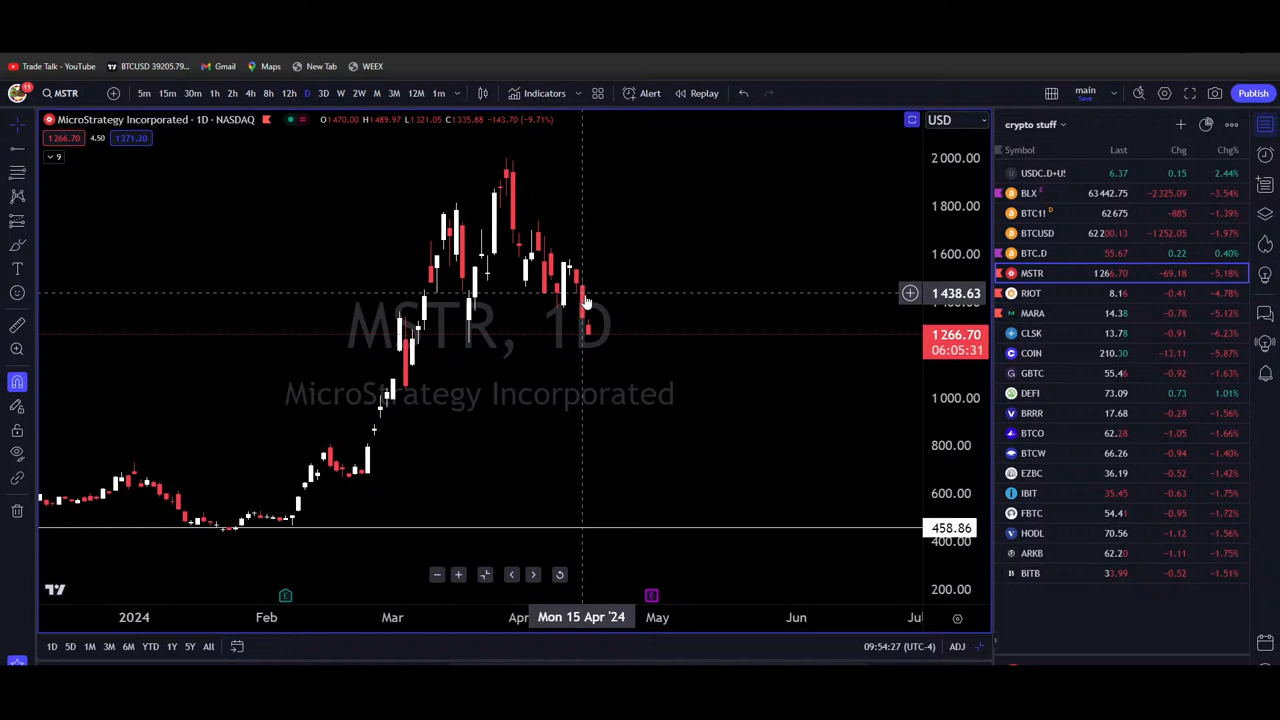 Trade Talk - YouTube BTCUSD 39205.79... Gmail Maps New Tab WEEX
11 MSTR 5m 15m 30m 1h 2h 4h 8h 12h D 3D W 2W M 3M 12M 1m Indicators Alert Replay main Save Publish
MicroStrategy Incorporated · 1D · NASDAQ O1470.00 H1489.97 L1321.05 C1335.88 -143.70 (-9.71%) USD crypto stuff
1266.70 4.50 1271.20
9
Symbol Last Chg Chg%
2 000.00
USDC.D+U 6.37 0.15 2.44%
BLX E 63 442.75 -2 325.09 -3.54%
1 800.00
BTC1! D 62 675 -885 -1.39%
BTCUSD 62 200.13 -1 252.05 -1.97%
1 600.00
BTC.D 55.67 0.22 0.40%
MSTR 1 266.70 -69.18 -5.18%
1 438.63
RIOT 8.16 -0.41 -4.78%
MARA 14.38 -0.78 -5.12%
MSTR, 1D
1266.70
CLSK 13.78 -0.91 -6.23%
06:05:31
COIN 210.30 -13.11 -5.87%
GBTC 55.46 -0.92 -1.63%
MicroStrategy Incorporated
1 000.00
DEFI 73.09 0.73 1.01%
BRRR 17.68 -0.28 -1.56%
BTCO 62.28 -1.05 -1.66%
800.00
BTCW 66.26 -0.94 -1.40%
EZBC 36.19 -0.52 -1.42%
600.00
IBIT 35.45 -0.63 -1.75%
FBTC 54.41 -0.95 -1.72%
458.86
HODL 70.56 -1.12 -1.56%
400.00
ARKB 62.20 -1.11 -1.75%
BITB 33.99 -0.52 -1.51%
200.00
E E
2024 Feb Mar Apr Mon 15 Apr '24 May Jun Jul
1D 5D 1M 3M 6M YTD 1Y 5Y All 09:54:27 (UTC-4) ADJ